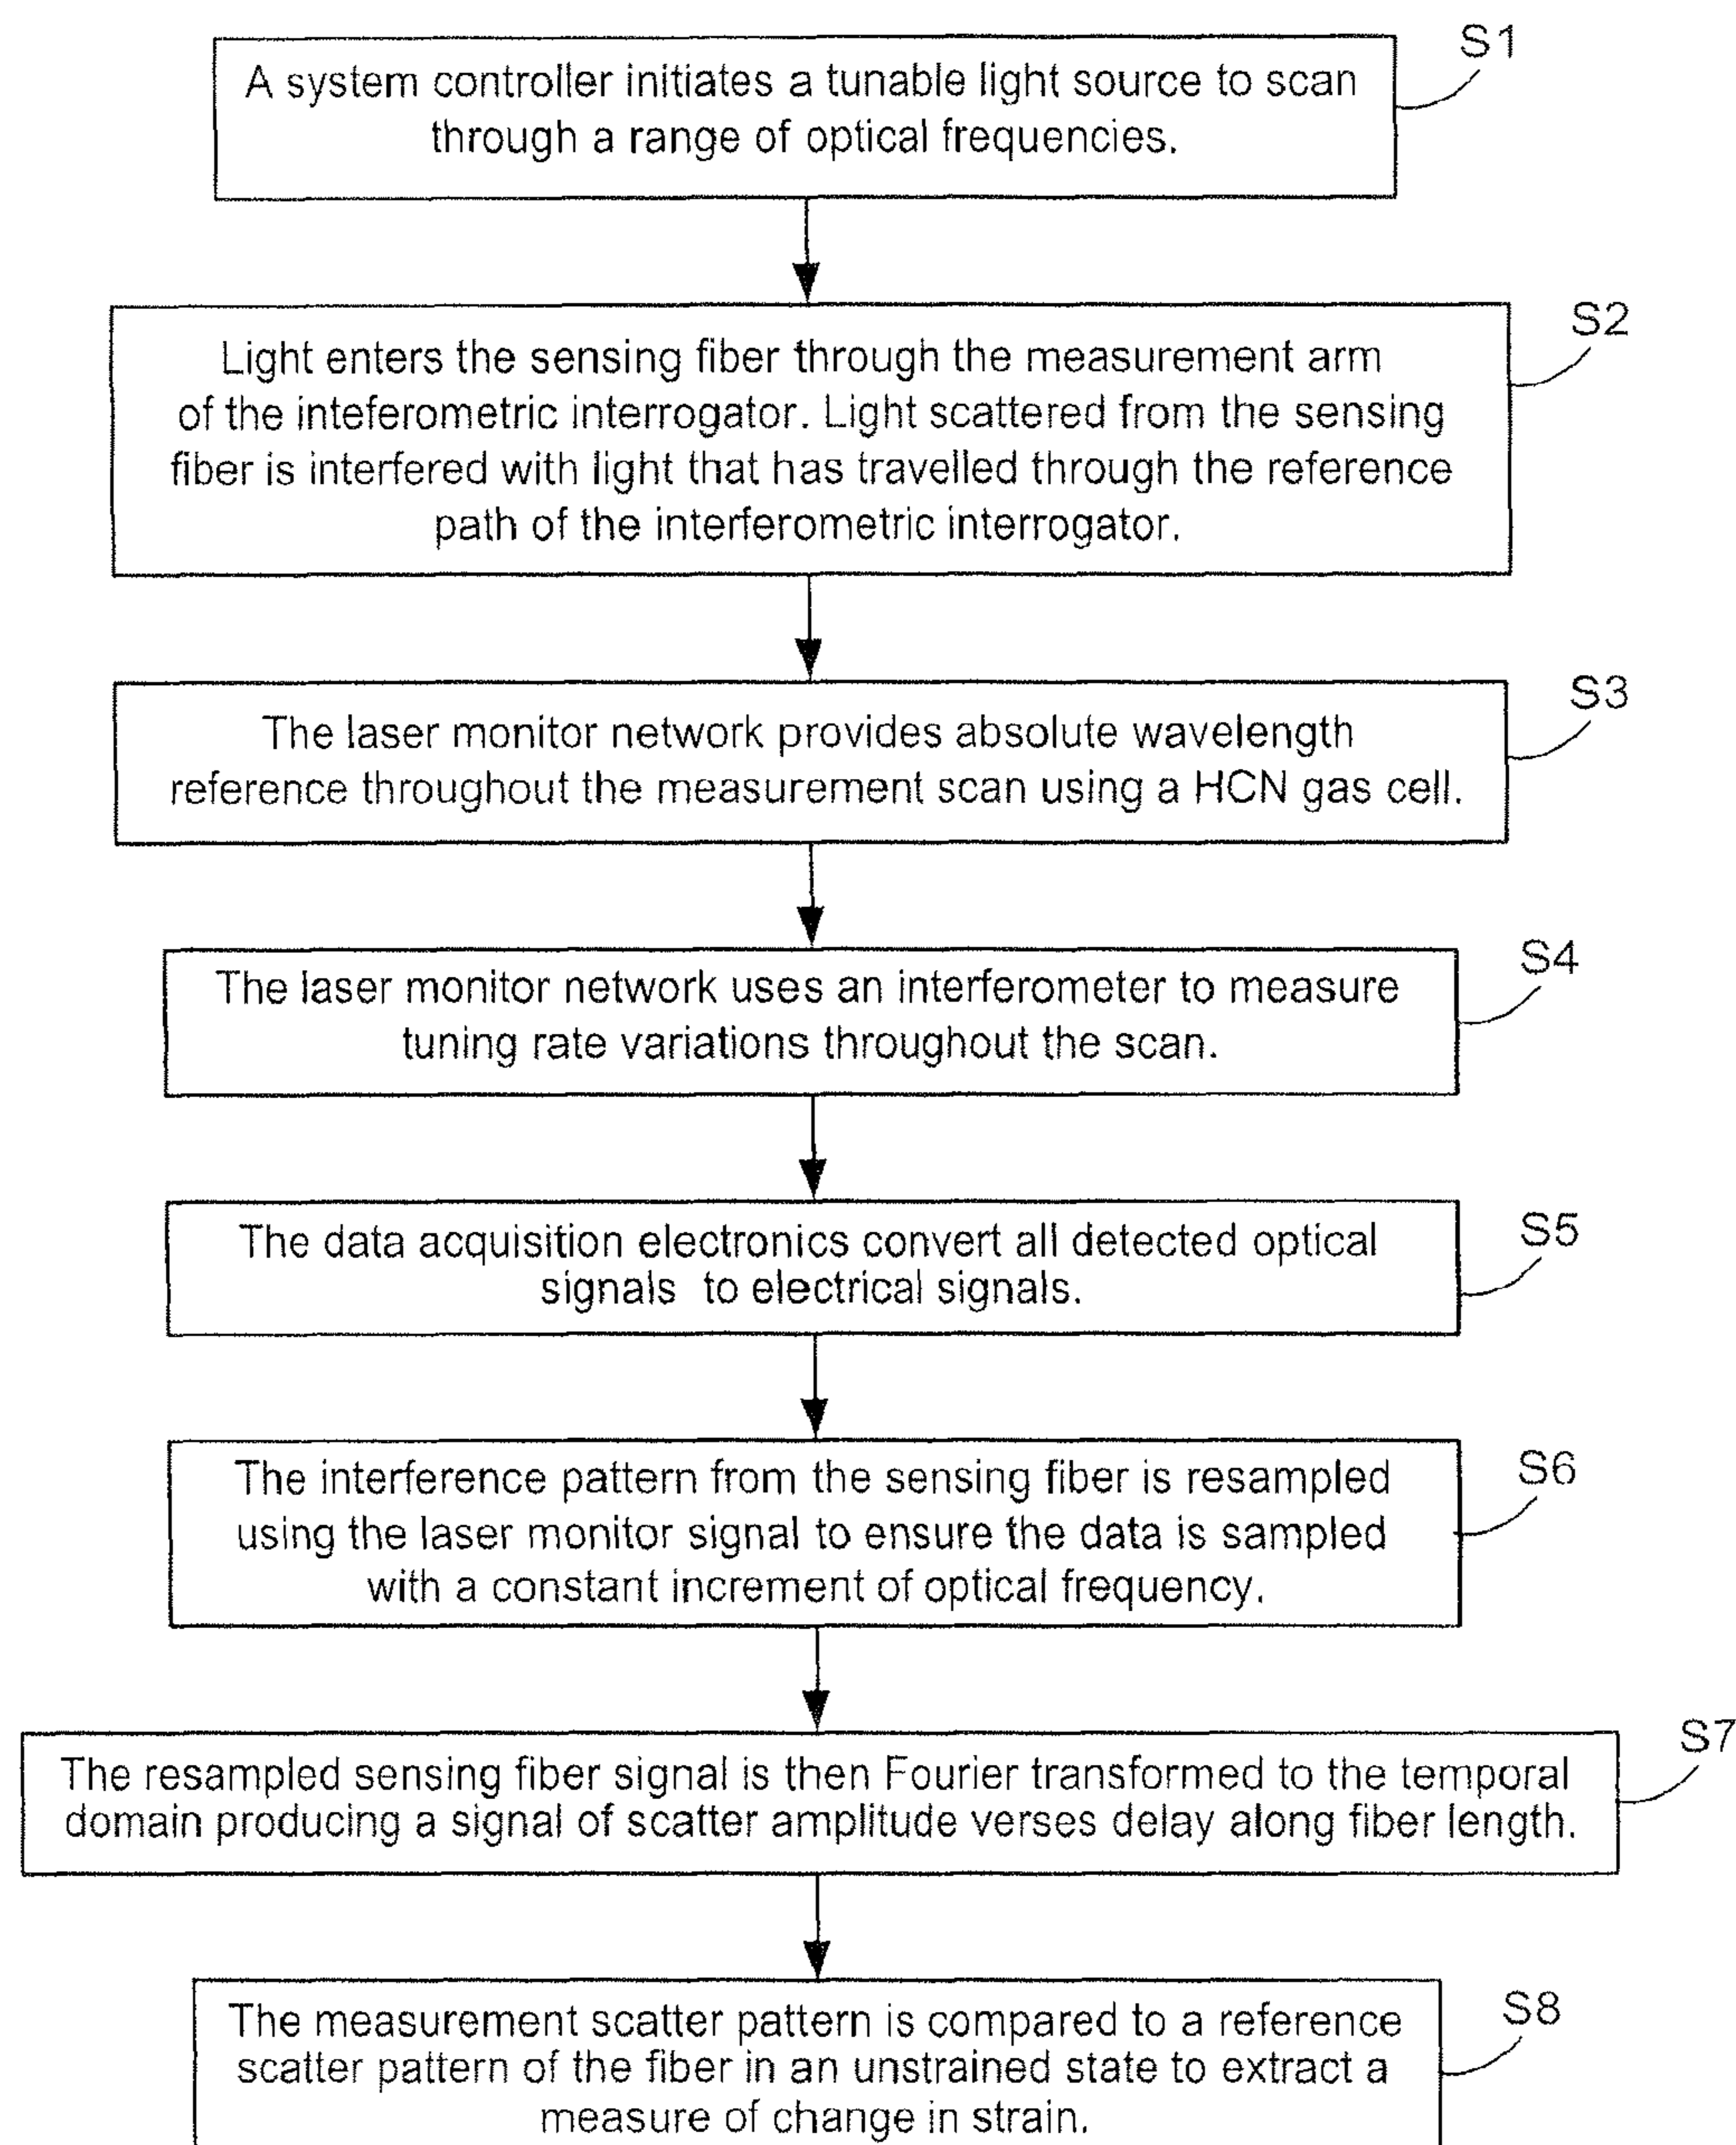 S1
A system controller initiates a tunable light source to scan
through a range of optical frequencies.
S2
Light enters the sensing fiber through the measurement arm
of the inteferometric interrogator. Light scattered from the sensing
fiber is interfered with light that has travelled through the reference
path of the interferometric interrogator.
S3
The laser monitor network provides absolute wavelength
reference throughout the measurement scan using a HCN gas cell.
S4
The laser monitor network uses an interferometer to measure
tuning rate variations throughout the scan.
S5
The data acquisition electronics convert all detected optical
signals to electrical signals.
S6
The interference pattern from the sensing fiber is resampled
using the laser monitor signal to ensure the data is sampled
with a constant increment of optical frequency.
S7
The resampled sensing fiber signal is then Fourier transformed to the temporal
domain producing a signal of scatter amplitude verses delay along fiber length.
S8
The measurement scatter pattern is compared to a reference
scatter pattern of the fiber in an unstrained state to extract a
measure of change in strain.